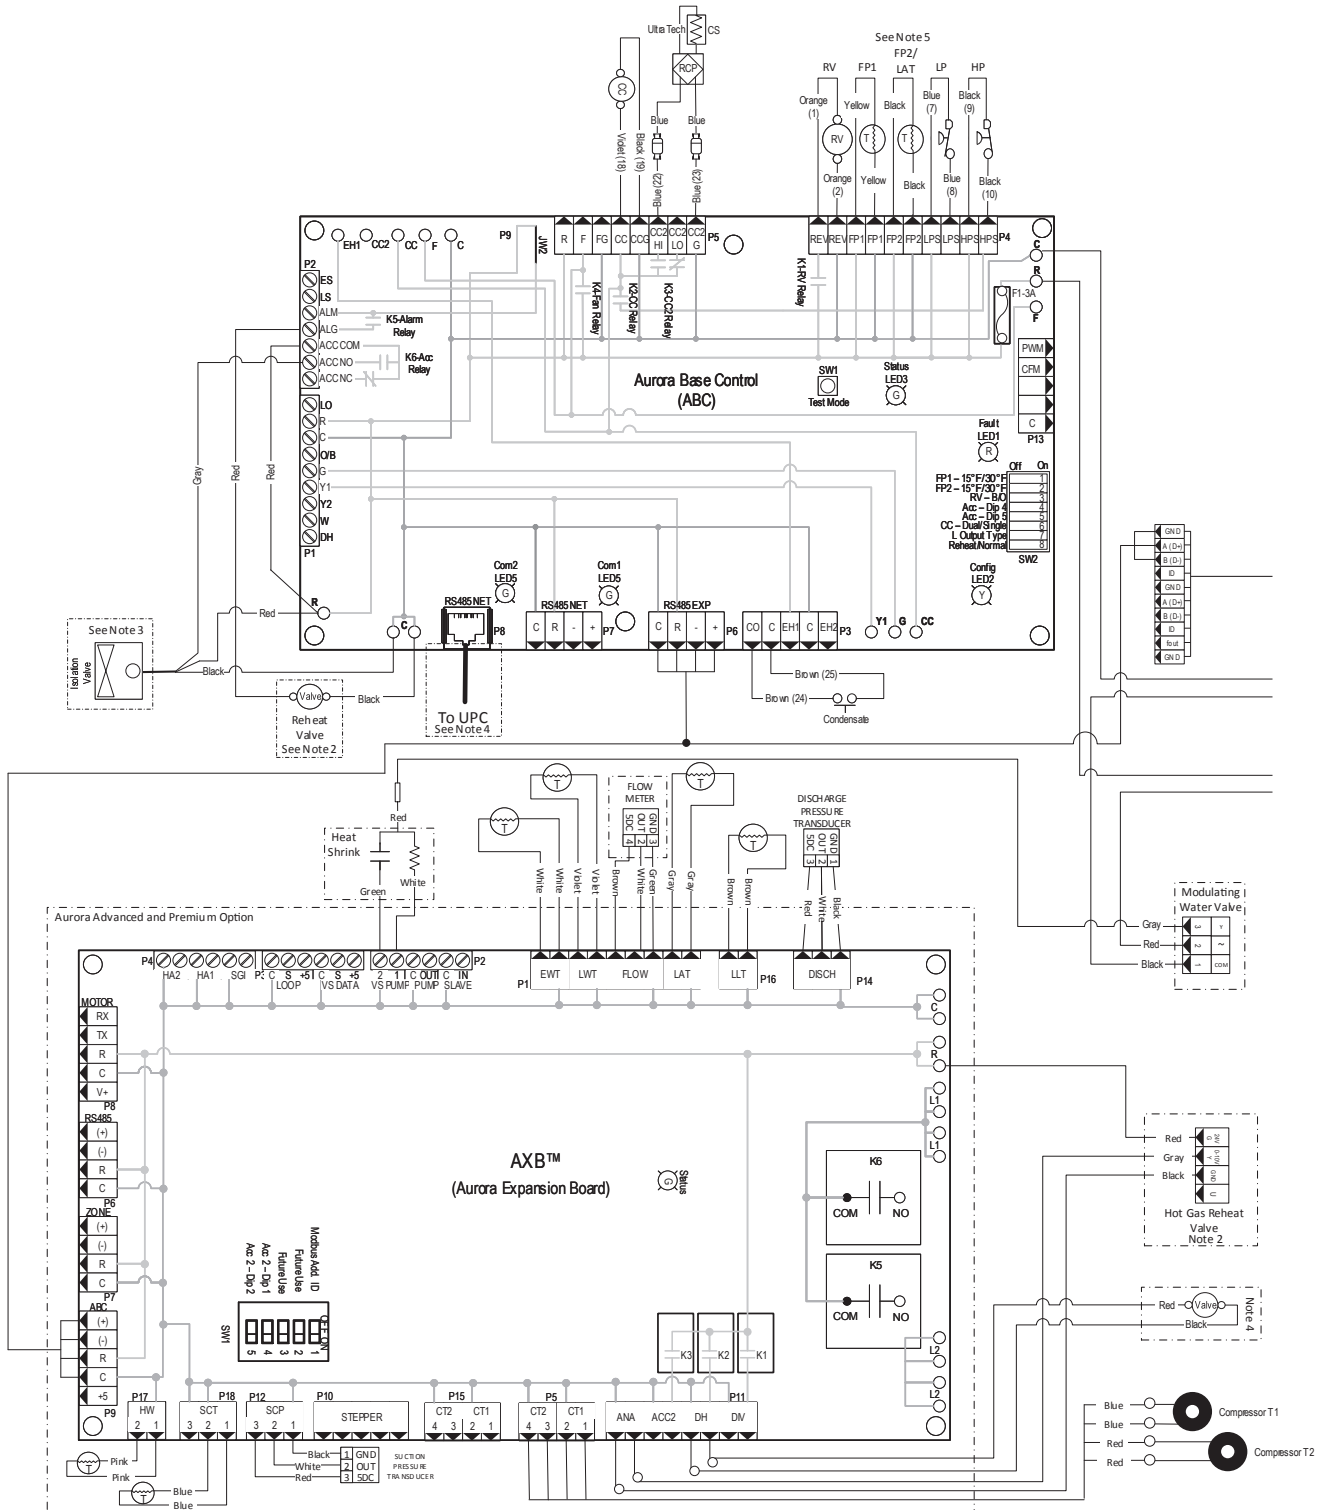 Ultra Tech
CS
RCP
CC
Blue
Blue
Violet (18)
Black (19)
Blue (22)
Blue (23)
See Note 5
FP2/
LAT
RV
FP1
LP
HP
Orange
(1)
Yellow
Black
Blue
(7)
Black
(9)
RV
T
T
Orange
(2)
Yellow
Black
Blue
(8)
Black
(10)
EH1
CC2
CC
F
C
P9
JW2
R
F
FG
CC
CCG
CC2
HI
CC2
LO
CC2
G
P5
REV
REV
FP1
FP1
FP2
FP2
LPS
LPS
HPS
HPS
P4
C
R
F1-3A
F
P2
ES
LS
ALM
ALG
ACC COM
ACC NO
ACC NC
K5-Alarm
Relay
K6-Acc
Relay
K4-Fan Relay
K2-CC Relay
K3-CC2 Relay
K1-RV Relay
PWM
CFM
C
P13
Aurora Base Control
(ABC)
SW1
Test Mode
Status
LED3
G
Fault
LED1
R
LO
R
C
O/B
G
Y1
Y2
W
DH
P1
Off On
FP1 – 15°F/30°F
FP2 – 15°F/30°F
RV – B/O
Acc – Dip 4
Acc – Dip 5
CC – Dual/Single
L Output Type
Reheat/Normal
1
2
3
4
5
6
7
8
SW2
Config
LED2
Y
Gray
Red
Red
R
Red
Com2
LED5
G
Com1
LED5
G
RS485 NET
P8
RS485 NET
C
R
-
+
P7
RS485 EXP
C
R
-
+
P6
CO
C
EH1
C
EH2
P3
Y1
G
CC
C
See Note 3
Isolation
Valve
Black
Valve
Black
Reheat
Valve
See Note 2
To UPC
See Note 4
Brown (25)
Brown (24)
Condensate
GND
A (D+)
B (D-)
ID
GND
A (D+)
B (D-)
ID
fout
GND
Red
Heat
Shrink
Green
White
T
T
T
T
FLOW
METER
5DC
OUT
GND
4
2
3
DISCHARGE
PRESSURE
TRANSDUCER
5DC
OUT
GND
3
2
1
White
White
Violet
Violet
Brown
White
Green
Gray
Gray
Brown
Brown
Red
White
Black
Modulating
Water Valve
Gray
Red
Black
3
Y
2
~
1
COM
Aurora Advanced and Premium Option
P4
HA2
HA1
SGI
P3
C
S
+5
C
S
+5
LOOP
VS DATA
2
1
C
OUT
C
IN
P2
VS PUMP
PUMP
SLAVE
P1
EWT
LWT
FLOW
LAT
LLT
P16
DISCH
P14
C
R
L1
L1
MOTOR
RX
TX
R
C
V+
P8
RS485
(+)
(-)
R
C
P6
ZONE
(+)
(-)
R
C
P7
ABC
(+)
(-)
R
C
+5
P9
AXB™
(Aurora Expansion Board)
G
Status
K6
COM
NO
K5
COM
NO
Modbus Add. ID
Future Use
Future Use
Acc 2 – Dip 1
Acc 2 – Dip 2
OFF ON
1
2
3
4
5
SW1
K3
K2
K1
L2
L2
Red
Gray
Black
24V
G
0-10V
Y
GND
U
Hot Gas Reheat
Valve
Note 2
Red
Valve
Black
Note 4
P17
HW
2
1
SCT
3
2
1
P18
P12
SCP
3
2
1
P10
STEPPER
P15
CT2
CT1
4
3
2
1
P5
CT2
CT1
4
3
2
1
P11
ANA
ACC2
DH
DIV
T
Pink
Pink
T
Blue
Blue
Black
White
Red
1
GND
2
OUT
3
5DC
SUCTION
PRESSURE
TRANSDUCER
Blue
Blue
Compressor T1
Red
Red
Compressor T2